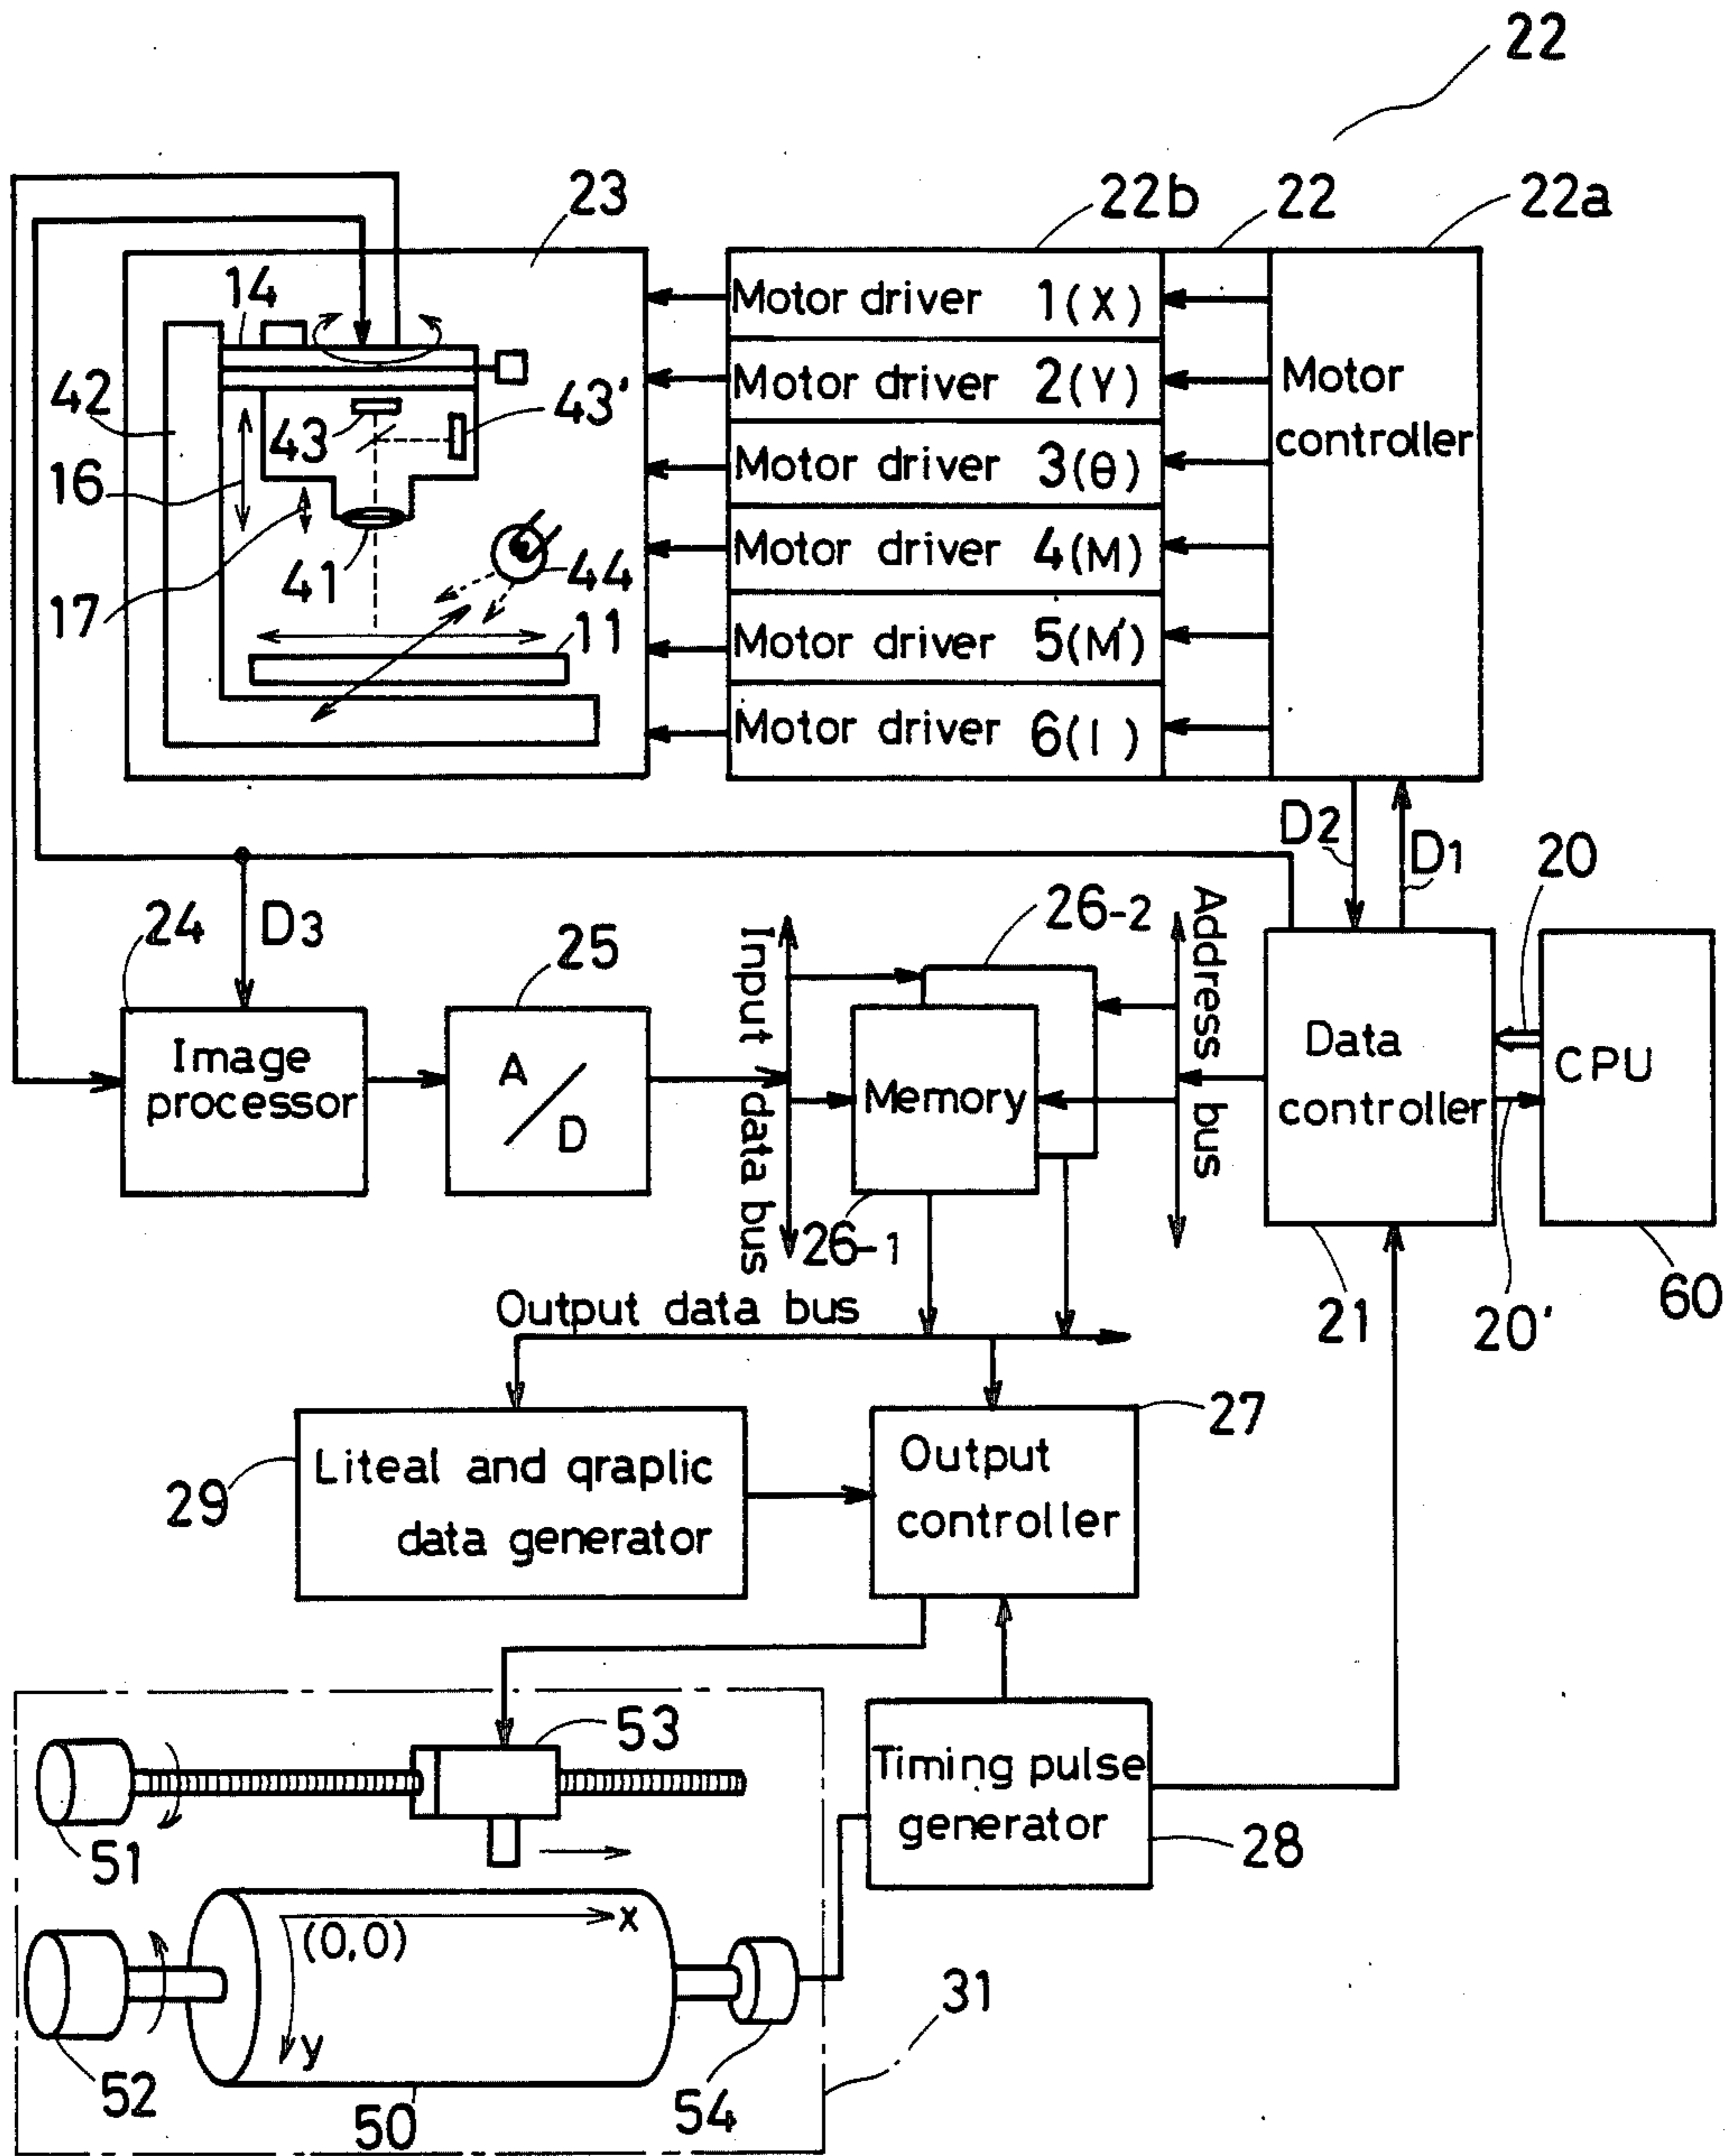 22
23
22b
22
22a
14
42
43
43'
16
17
41
44
11
Motor driver 1(X)
Motor driver 2(Y)
Motor driver 3(θ)
Motor driver 4(M)
Motor driver 5(M')
Motor driver 6(I)
Motor
controller
D2
D1
20
D3
24
25
26-2
Input data bus
Address bus
Image
processor
A/D
Memory
Data
controller
CPU
26-1
21
20'
60
Output data bus
27
29
Liteal and qraplic
data generator
Output
controller
53
51
Timing pulse
generator
28
(0,0)
x
y
52
50
54
31